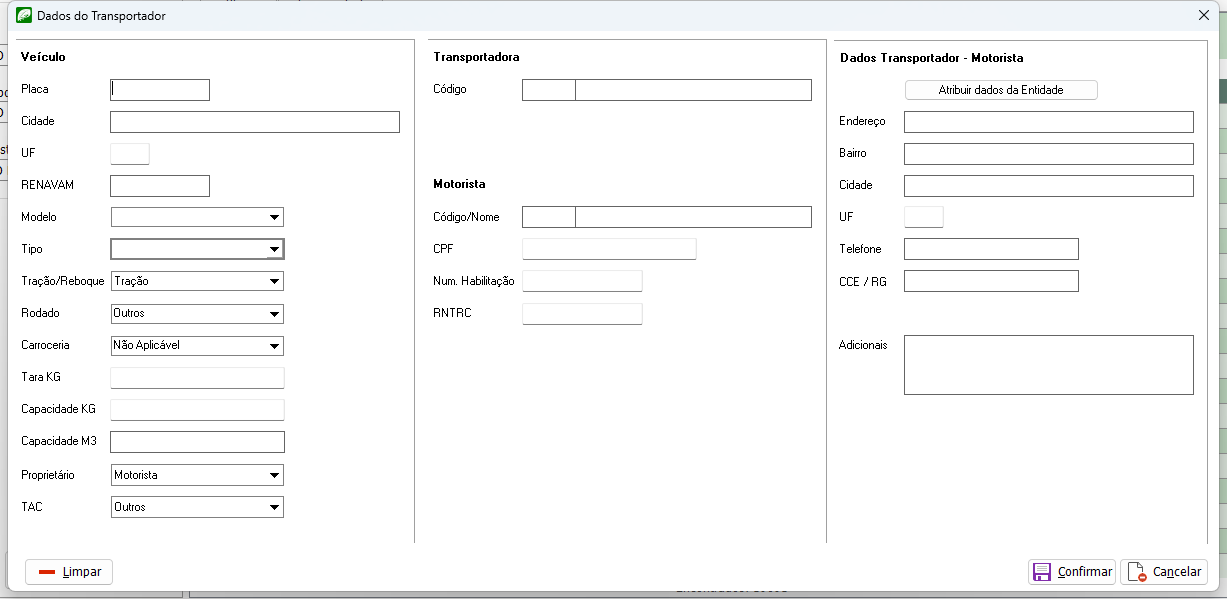 Dados do Transportador
Veículo
Placa
Cidade
UF
RENAVAM
Modelo
Tipo
Tração/Reboque Tração
Rodado Outros
Carroceria Não Aplicável
Tara KG
Capacidade KG
Capacidade M3
Proprietário Motorista
TAC Outros
Transportadora
Código
Motorista
Código/Nome
CPF
Num. Habilitação
RNTRC
Dados Transportador - Motorista
Atribuir dados da Entidade
Endereço
Bairro
Cidade
UF
Telefone
CCE / RG
Adicionais
Limpar
Confirmar
Cancelar